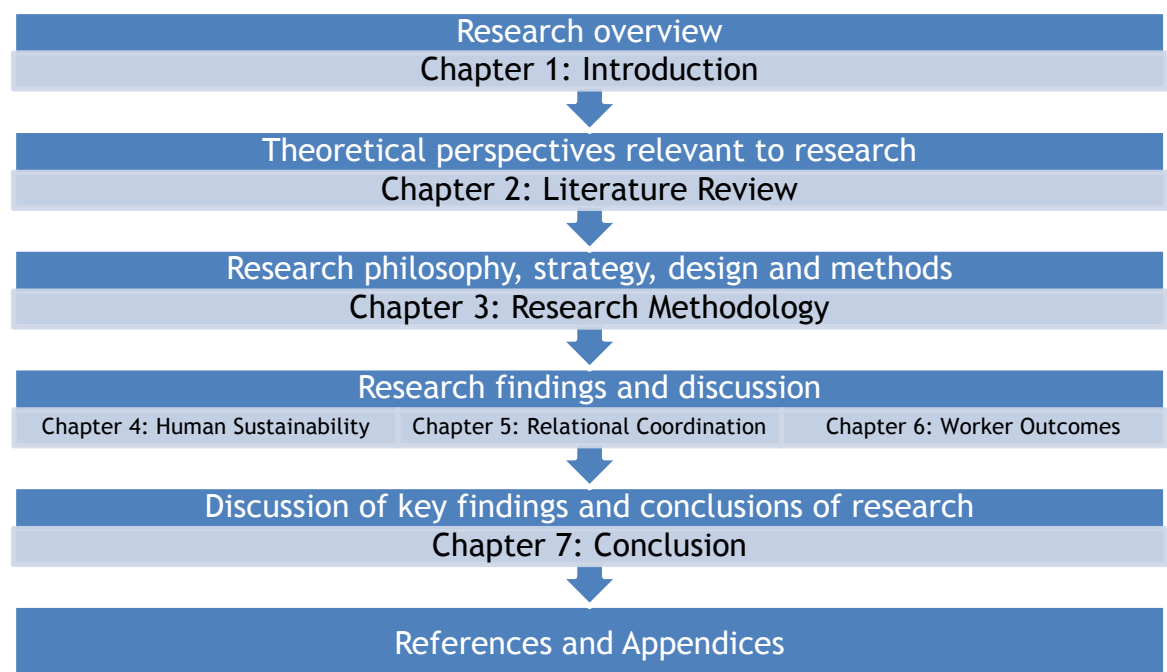 Research overview
Chapter 1: Introduction
Theoretical perspectives relevant to research
Chapter 2: Literature Review
Research philosophy, strategy, design and methods
Chapter 3: Research Methodology
Research findings and discussion
Chapter 4: Human Sustainability
Chapter 5: Relational Coordination
Chapter 6: Worker Outcomes
Discussion of key findings and conclusions of research
Chapter 7: Conclusion
References and Appendices